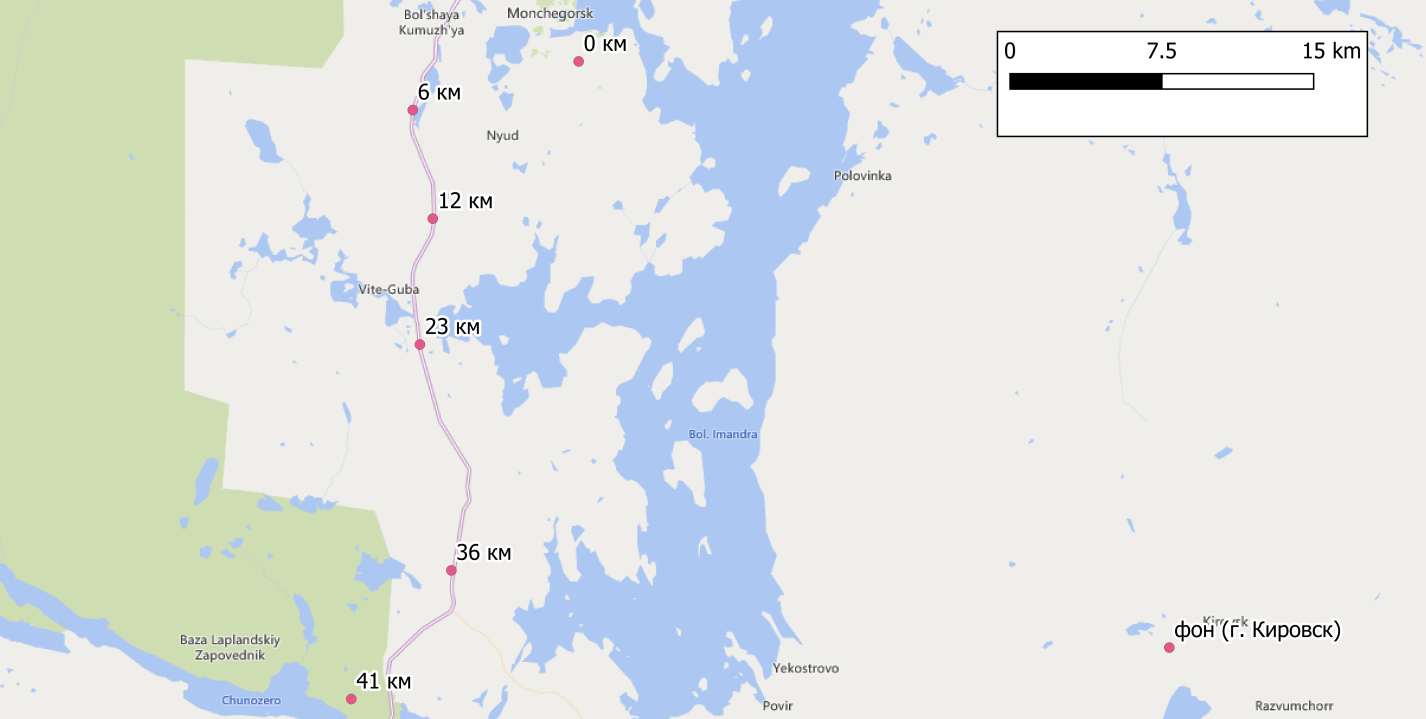 Bol'shaya
Kumuzh'ya
Monchegorsk
0 км
0 7.5 15 km
6 км
Nyud
Polovinka
12 км
Vite-Guba
23 км
Bol. Imandra
36 км
Kirovsk
фон (г. Кировск)
Baza Laplandskiy
Zapovednik
Yekostrovo
41 км
Chunozero
Povir
Razvumchorr